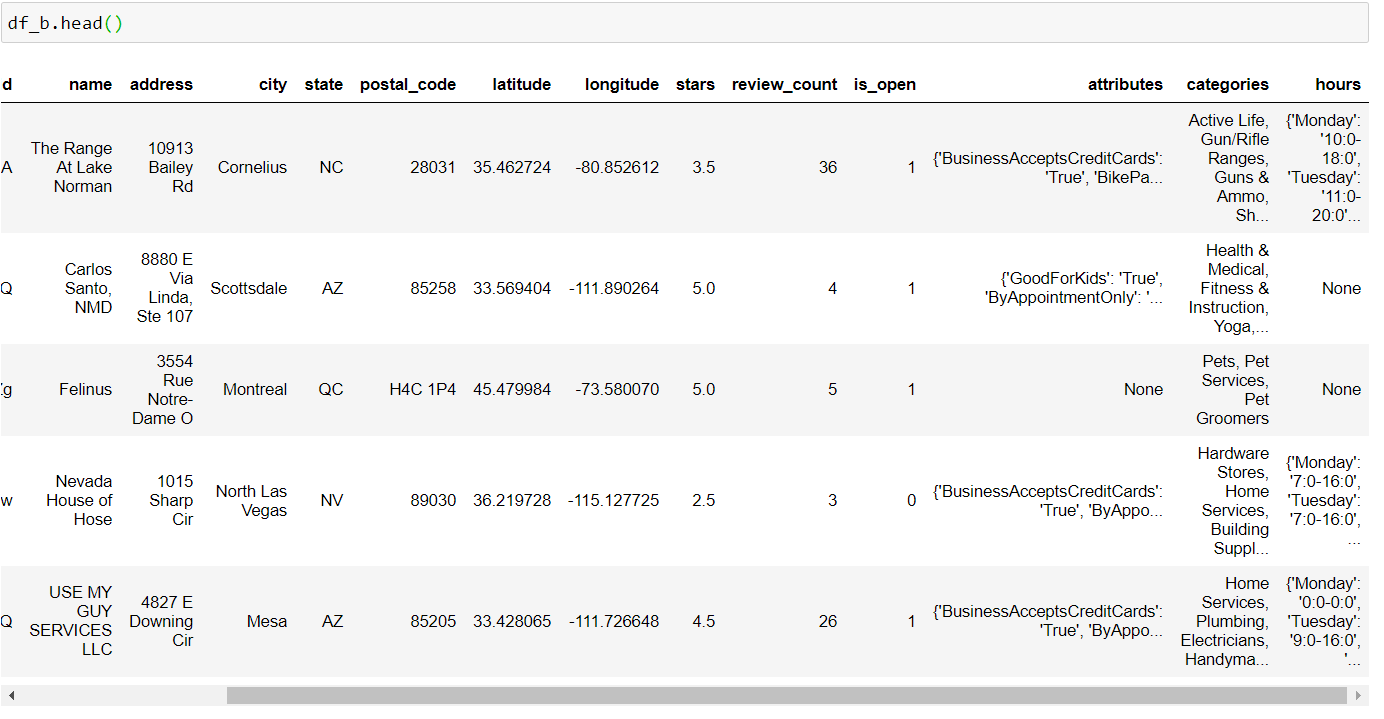 df_b.head()
d name address city state postal_code latitude longitude stars review_count is_open attributes categories hours
A The Range At Lake Norman 10913 Bailey Rd Cornelius NC 28031 35.462724 -80.852612 3.5 36 1 {'BusinessAcceptsCreditCards': 'True', 'BikePa... Active Life, Gun/Rifle Ranges, Guns & Ammo, Sh... {'Monday': '10:0-18:0', 'Tuesday': '11:0-20:0'...
Q Carlos Santo, NMD 8880 E Via Linda, Ste 107 Scottsdale AZ 85258 33.569404 -111.890264 5.0 4 1 {'GoodForKids': 'True', 'ByAppointmentOnly': '... Health & Medical, Fitness & Instruction, Yoga,... None
g Felinus 3554 Rue Notre-Dame O Montreal QC H4C 1P4 45.479984 -73.580070 5.0 5 1 None Pets, Pet Services, Pet Groomers None
w Nevada House of Hose 1015 Sharp Cir North Las Vegas NV 89030 36.219728 -115.127725 2.5 3 0 {'BusinessAcceptsCreditCards': 'True', 'ByAppo... Hardware Stores, Home Services, Building Suppl... {'Monday': '7:0-16:0', 'Tuesday': '7:0-16:0', ...
Q USE MY GUY SERVICES LLC 4827 E Downing Cir Mesa AZ 85205 33.428065 -111.726648 4.5 26 1 {'BusinessAcceptsCreditCards': 'True', 'ByAppo... Home Services, Plumbing, Electricians, Handyma... {'Monday': '0:0-0:0', 'Tuesday': '9:0-16:0', '...